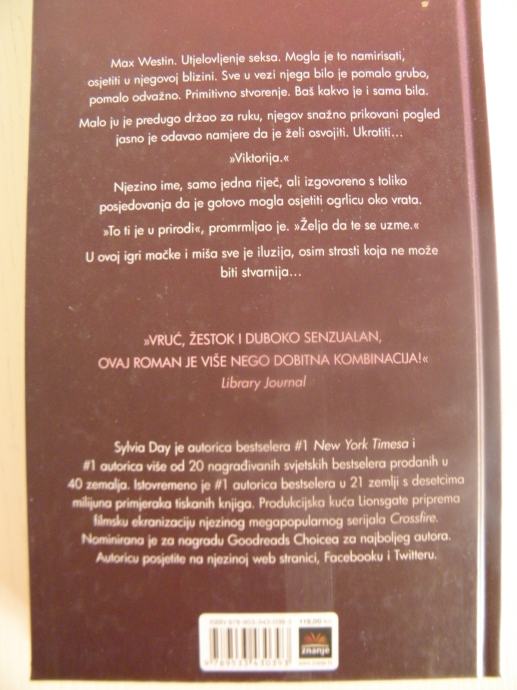 Max Westin. Utjelovljenje seksa. Mogla je to namirisati,
osjetiti u njegovoj blizini. Sve u vezi njega bilo je pomalo grubo,
pomalo odvažno. Primitivno stvorenje. Baš kakvo je i sama bila.
Malo ju je predugo držao za ruku, njegov snažno prikovani pogled
jasno je odavao namjere da je želi osvojiti. Ukrotiti...
»Viktorija.«
Njezino ime, samo jedna riječ, ali izgovoreno s toliko
posjedovanja da je gotovo mogla osjetiti ogrlicu oko vrata.
»To ti je u prirodi«, promrmljao je. »Želja da te se uzme.«
U ovoj igri mačke i miša sve je iluzija, osim strasti koja ne može
biti stvarnija...
»VRUĆ, ŽESTOK I DUBOKO SENZUALAN,
OVAJ ROMAN JE VIŠE NEGO DOBITNA KOMBINACIJA!«
Library Journal
Sylvia Day je autorica bestselera #1 New York Timesa i
#1 autorica više od 20 nagrađivanih svjetskih bestselera prodanih u
40 zemalja. Istovremeno je #1 autorica bestselera u 21 zemlji s desetcima
milijuna primjeraka tiskanih knjiga. Produkcijska kuća Lionsgate priprema
filmsku ekranizaciju njezinog megapopularnog serijala Crossfire.
Nominirana je za nagradu Goodreads Choicea za najboljeg autora.
Autoricu posjetite na njezinoj web stranici, Facebooku i Twitteru.
119,00 kn
znanje